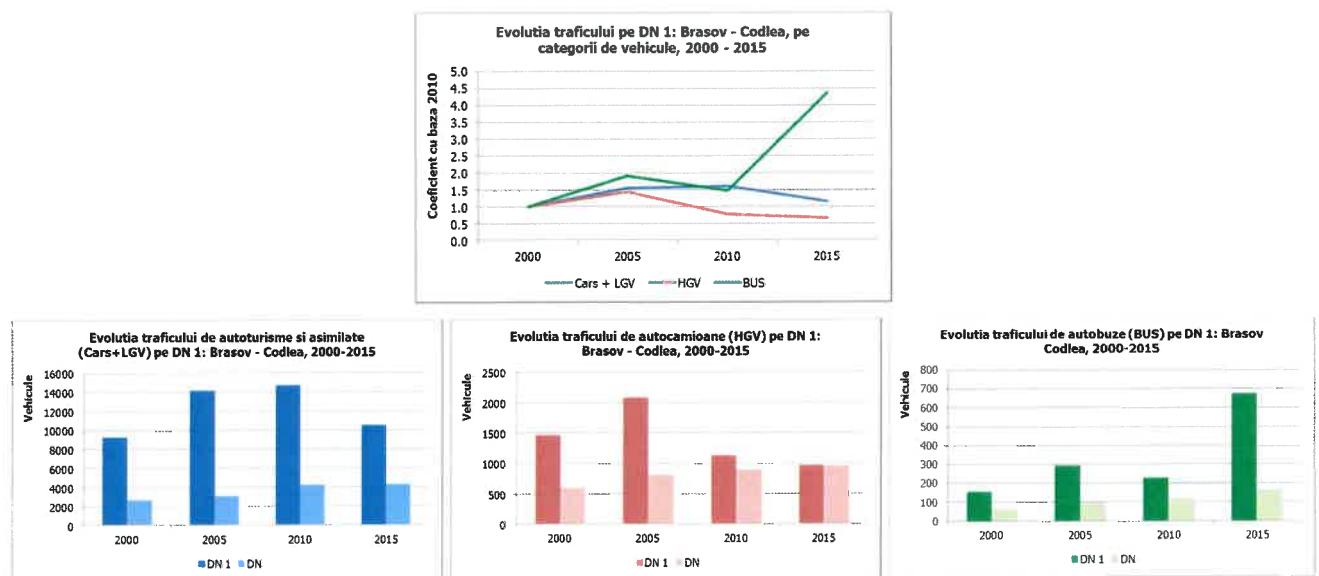 Evolutia traficului pe DN 1: Brasov - Codlea, pe
categorii de vehicule, 2000 - 2015
Coeficient cu baza 2010
5.0
4.5
4.0
3.5
3.0
2.5
2.0
1.5
1.0
0.5
0.0
2000 2005 2010 2015
Cars + LGV HGV BUS
Evolutia traficului de autoturisme si asimilate
(Cars+LGV) pe DN 1: Brasov - Codlea, 2000-2015
Vehicule
16000
14000
12000
10000
8000
6000
4000
2000
0
2000 2005 2010 2015
DN 1 DN
Evolutia traficului de autocamioane (HGV) pe DN 1:
Brasov - Codlea, 2000-2015
Vehicule
2500
2000
1500
1000
500
0
2000 2005 2010 2015
DN 1 DN
Evolutia traficului de autobuze (BUS) pe DN 1: Brasov
Codlea, 2000-2015
Vehicule
800
700
600
500
400
300
200
100
0
2000 2005 2010 2015
DN 1 DN